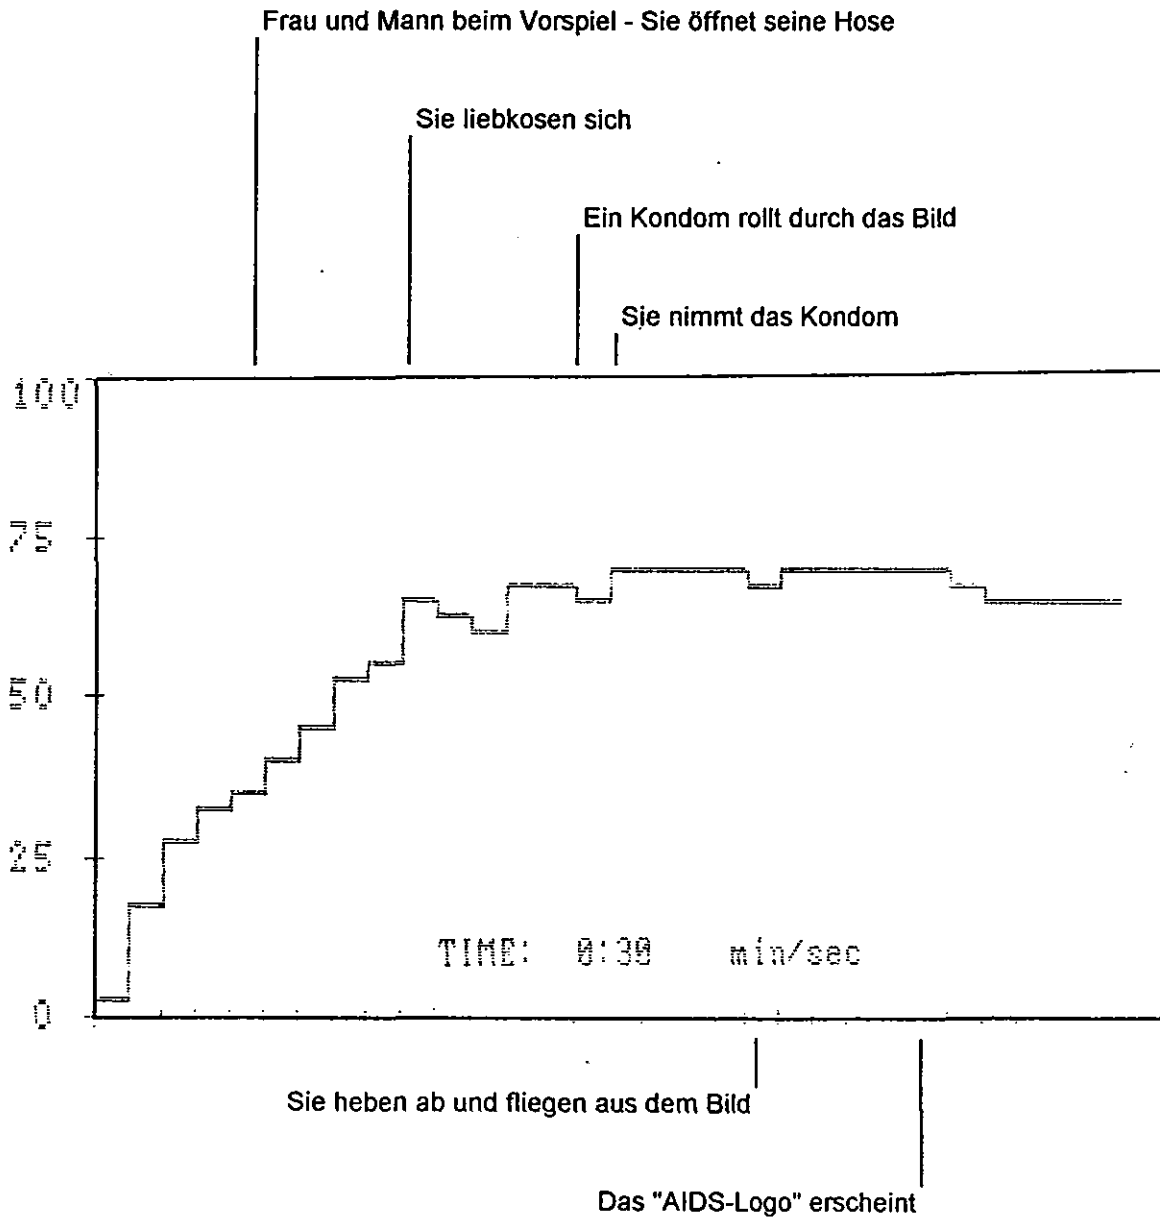 Frau und Mann beim Vorspiel - Sie öffnet seine Hose
Sie liebkosen sich
Ein Kondom rollt durch das Bild
Sie nimmt das Kondom
100
75
50
25
0
TIME: 0:30 min/sec
Sie heben ab und fliegen aus dem Bild
Das "AIDS-Logo" erscheint